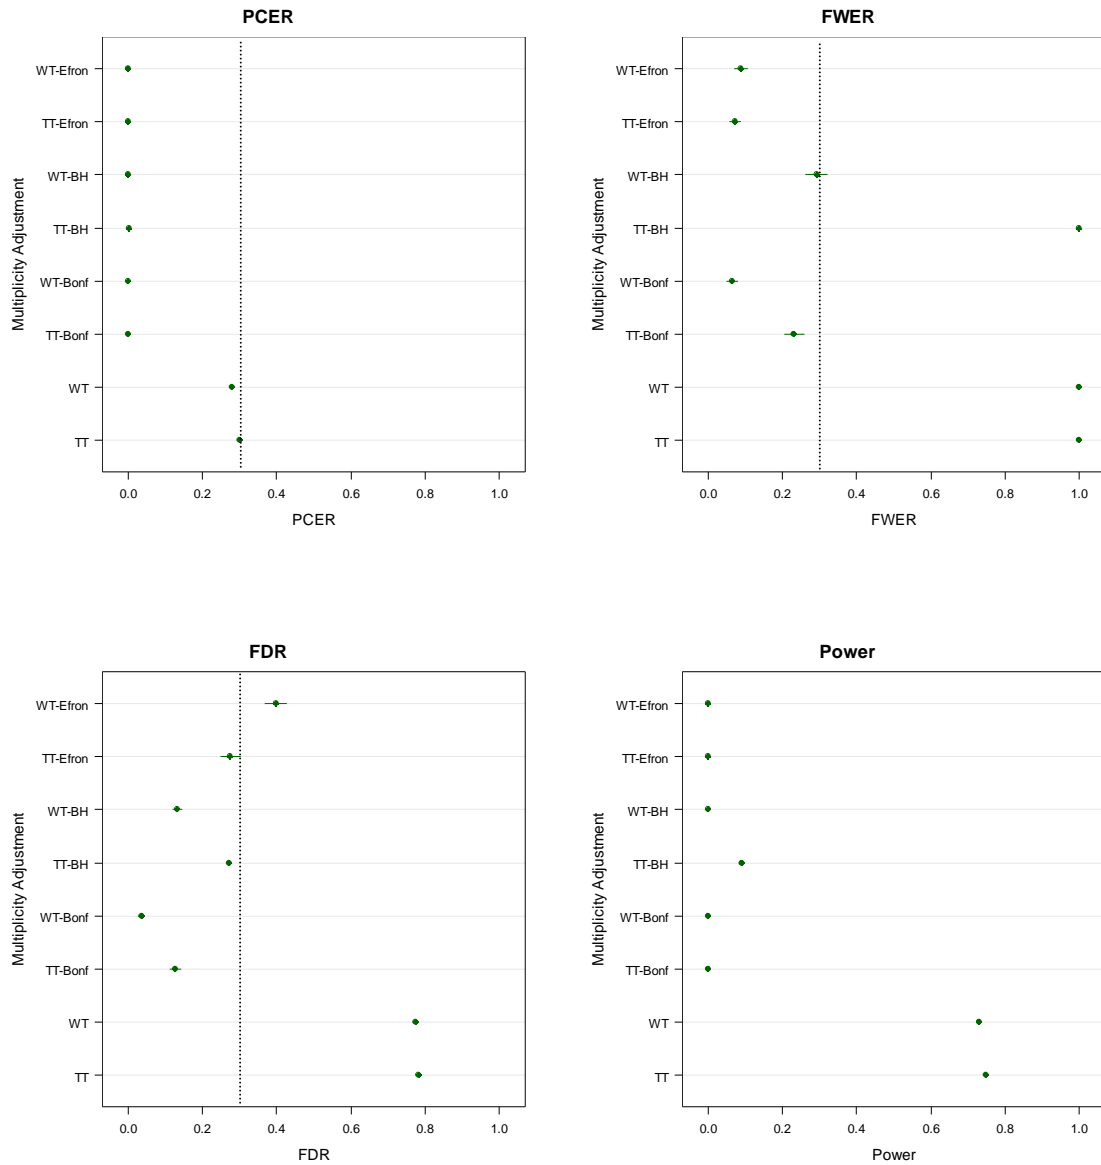 PCER
WT-Efron
TT-Efron
WT-BH
TT-BH
WT-Bonf
TT-Bonf
WT
TT
Multiplicity Adjustment
0.0 0.2 0.4 0.6 0.8 1.0
PCER
FWER
WT-Efron
TT-Efron
WT-BH
TT-BH
WT-Bonf
TT-Bonf
WT
TT
Multiplicity Adjustment
0.0 0.2 0.4 0.6 0.8 1.0
FWER
FDR
WT-Efron
TT-Efron
WT-BH
TT-BH
WT-Bonf
TT-Bonf
WT
TT
Multiplicity Adjustment
0.0 0.2 0.4 0.6 0.8 1.0
FDR
Power
WT-Efron
TT-Efron
WT-BH
TT-BH
WT-Bonf
TT-Bonf
WT
TT
Multiplicity Adjustment
0.0 0.2 0.4 0.6 0.8 1.0
Power